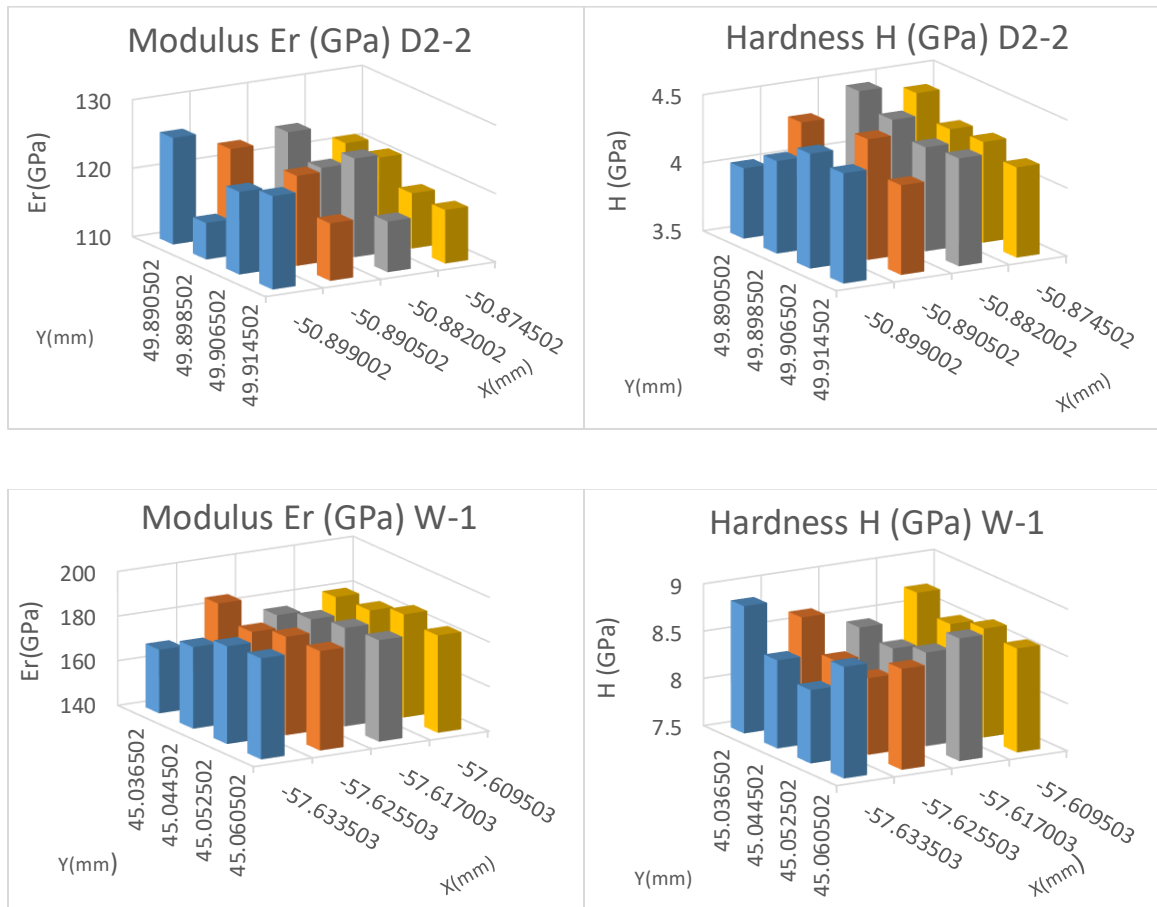 Modulus Er (GPa) D2-2
130
120
110
Er(GPa)
49.890502
49.898502
49.906502
49.914502
Y(mm)
-50.899002
-50.890502
-50.882002
-50.874502
X(mm)
Hardness H (GPa) D2-2
4.5
4
3.5
H (GPa)
49.890502
49.898502
49.906502
49.914502
Y(mm)
-50.899002
-50.890502
-50.882002
-50.874502
X(mm)
Modulus Er (GPa) W-1
200
180
160
140
Er(GPa)
45.036502
45.044502
45.052502
45.060502
Y(mm)
-57.633503
-57.625503
-57.617003
-57.609503
X(mm)
Hardness H (GPa) W-1
9
8.5
8
7.5
H (GPa)
45.036502
45.044502
45.052502
45.060502
Y(mm)
-57.633503
-57.625503
-57.617003
-57.609503
X(mm)